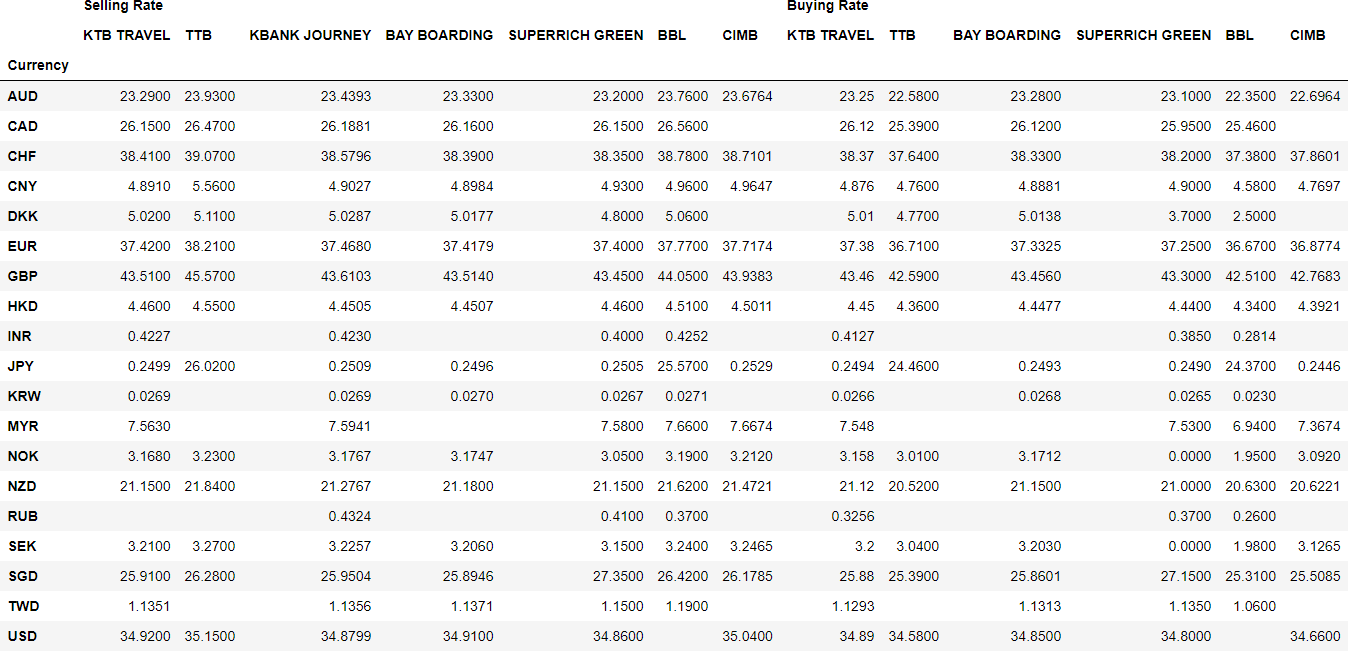 Selling Rate Buying Rate
KTB TRAVEL TTB KBANK JOURNEY BAY BOARDING SUPERRICH GREEN BBL CIMB KTB TRAVEL TTB BAY BOARDING SUPERRICH GREEN BBL CIMB
Currency
AUD 23.2900 23.9300 23.4393 23.3300 23.2000 23.7600 23.6764 23.25 22.5800 23.2800 23.1000 22.3500 22.6964
CAD 26.1500 26.4700 26.1881 26.1600 26.1500 26.5600 26.12 25.3900 26.1200 25.9500 25.4600
CHF 38.4100 39.0700 38.5796 38.3900 38.3500 38.7800 38.7101 38.37 37.6400 38.3300 38.2000 37.3800 37.8601
CNY 4.8910 5.5600 4.9027 4.8984 4.9300 4.9600 4.9647 4.876 4.7600 4.8881 4.9000 4.5800 4.7697
DKK 5.0200 5.1100 5.0287 5.0177 4.8000 5.0600 5.01 4.7700 5.0138 3.7000 2.5000
EUR 37.4200 38.2100 37.4680 37.4179 37.4000 37.7700 37.7174 37.38 36.7100 37.3325 37.2500 36.6700 36.8774
GBP 43.5100 45.5700 43.6103 43.5140 43.4500 44.0500 43.9383 43.46 42.5900 43.4560 43.3000 42.5100 42.7683
HKD 4.4600 4.5500 4.4505 4.4507 4.4600 4.5100 4.5011 4.45 4.3600 4.4477 4.4400 4.3400 4.3921
INR 0.4227 0.4230 0.4000 0.4252 0.4127 0.3850 0.2814
JPY 0.2499 26.0200 0.2509 0.2496 0.2505 25.5700 0.2529 0.2494 24.4600 0.2493 0.2490 24.3700 0.2446
KRW 0.0269 0.0269 0.0270 0.0267 0.0271 0.0266 0.0268 0.0265 0.0230
MYR 7.5630 7.5941 7.5800 7.6600 7.6674 7.548 7.5300 6.9400 7.3674
NOK 3.1680 3.2300 3.1767 3.1747 3.0500 3.1900 3.2120 3.158 3.0100 3.1712 0.0000 1.9500 3.0920
NZD 21.1500 21.8400 21.2767 21.1800 21.1500 21.6200 21.4721 21.12 20.5200 21.1500 21.0000 20.6300 20.6221
RUB 0.4324 0.4100 0.3700 0.3256 0.3700 0.2600
SEK 3.2100 3.2700 3.2257 3.2060 3.1500 3.2400 3.2465 3.2 3.0400 3.2030 0.0000 1.9800 3.1265
SGD 25.9100 26.2800 25.9504 25.8946 27.3500 26.4200 26.1785 25.88 25.3900 25.8601 27.1500 25.3100 25.5085
TWD 1.1351 1.1356 1.1371 1.1500 1.1900 1.1293 1.1313 1.1350 1.0600
USD 34.9200 35.1500 34.8799 34.9100 34.8600 35.0400 34.89 34.5800 34.8500 34.8000 34.6600